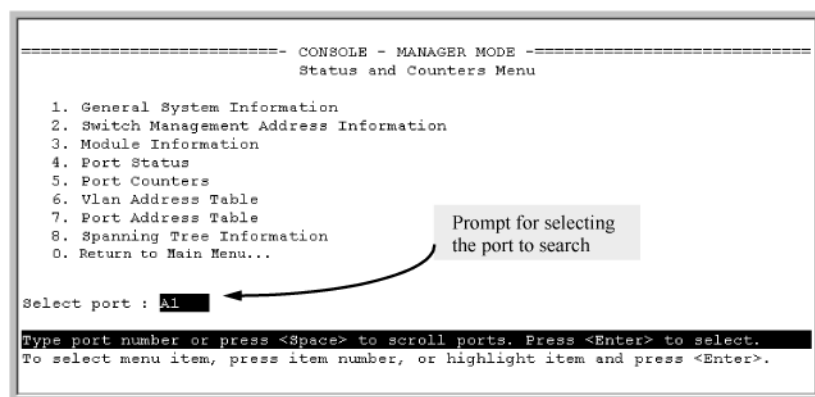 ==========================- CONSOLE - MANAGER MODE -============================
Status and Counters Menu
1. General System Information
2. Switch Management Address Information
3. Module Information
4. Port Status
5. Port Counters
6. Vlan Address Table
7. Port Address Table
8. Spanning Tree Information
0. Return to Main Menu...
Prompt for selecting
the port to search
Select port : A1
Type port number or press <Space> to scroll ports. Press <Enter> to select.
To select menu item, press item number, or highlight item and press <Enter>.